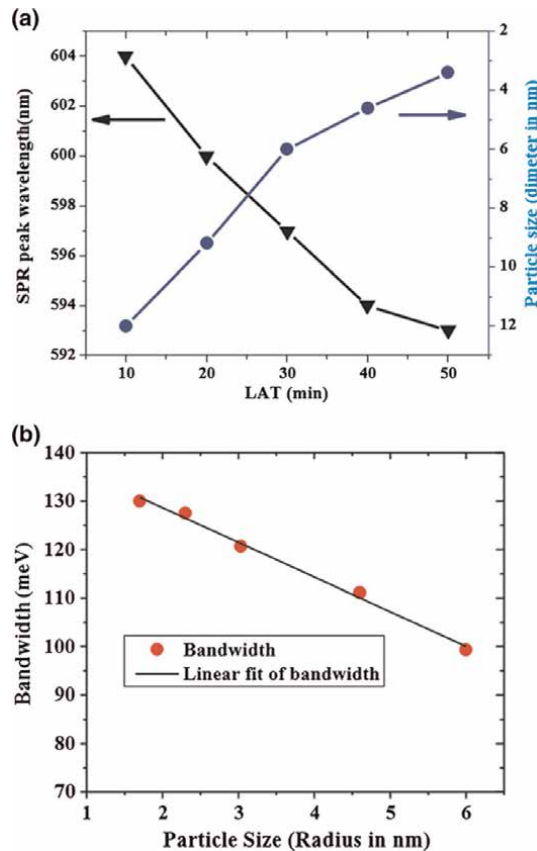 (a)
SPR peak wavelength(nm)
604
602
600
598
596
594
592
10 20 30 40 50
LAT (min)
2
4
6
8
10
12
Particle size (dimeter in nm)
(b)
Bandwidth (meV)
140
130
120
110
100
90
80
70
Bandwidth
Linear fit of bandwidth
1 2 3 4 5 6
Particle Size (Radius in nm)